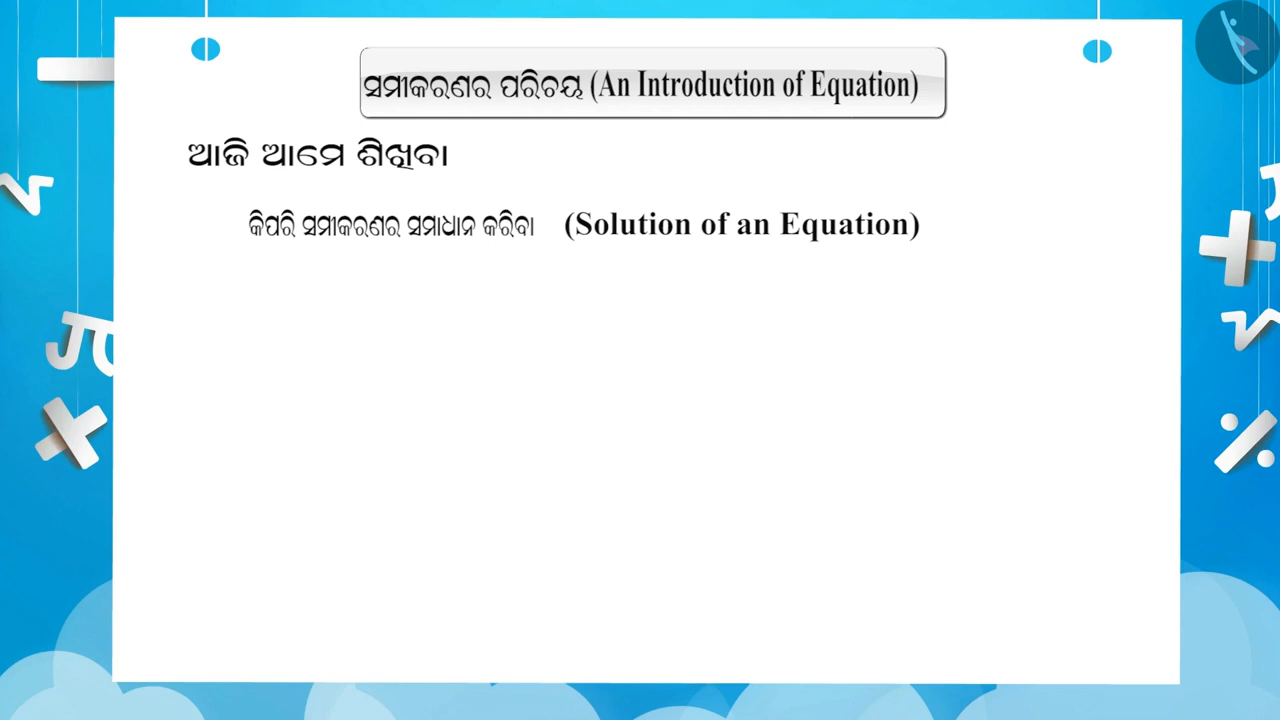 ସମୀକରଣର ପରିଚୟ (An Introduction of Equation)
ଆଜି ଆମେ ଶିଖିବା
କିପରି ସମୀକରଣର ସମାଧାନ କରିବା (Solution of an Equation)